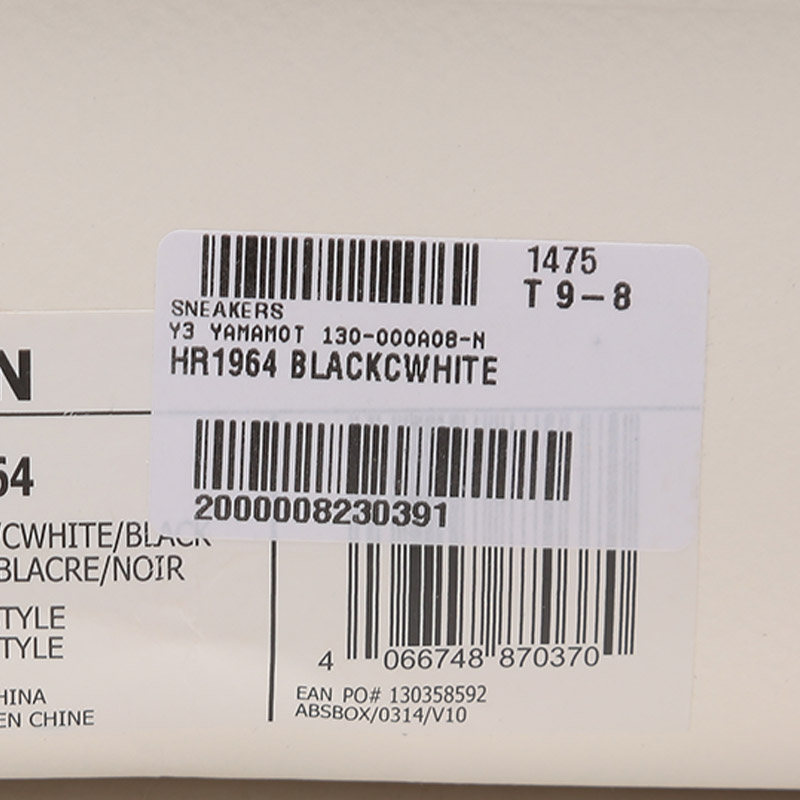 1475
T 9-8
SNEAKERS
Y3 YAMAMOT 130-000A08-N
HR1964 BLACKCWHITE
2000008230391
N
64
/CWHITE/BLACK
BLACRE/NOIR
TYLE
TYLE
HINA
EN CHINE
4 066748 870370
EAN PO# 130358592
ABSBOX/0314/V10